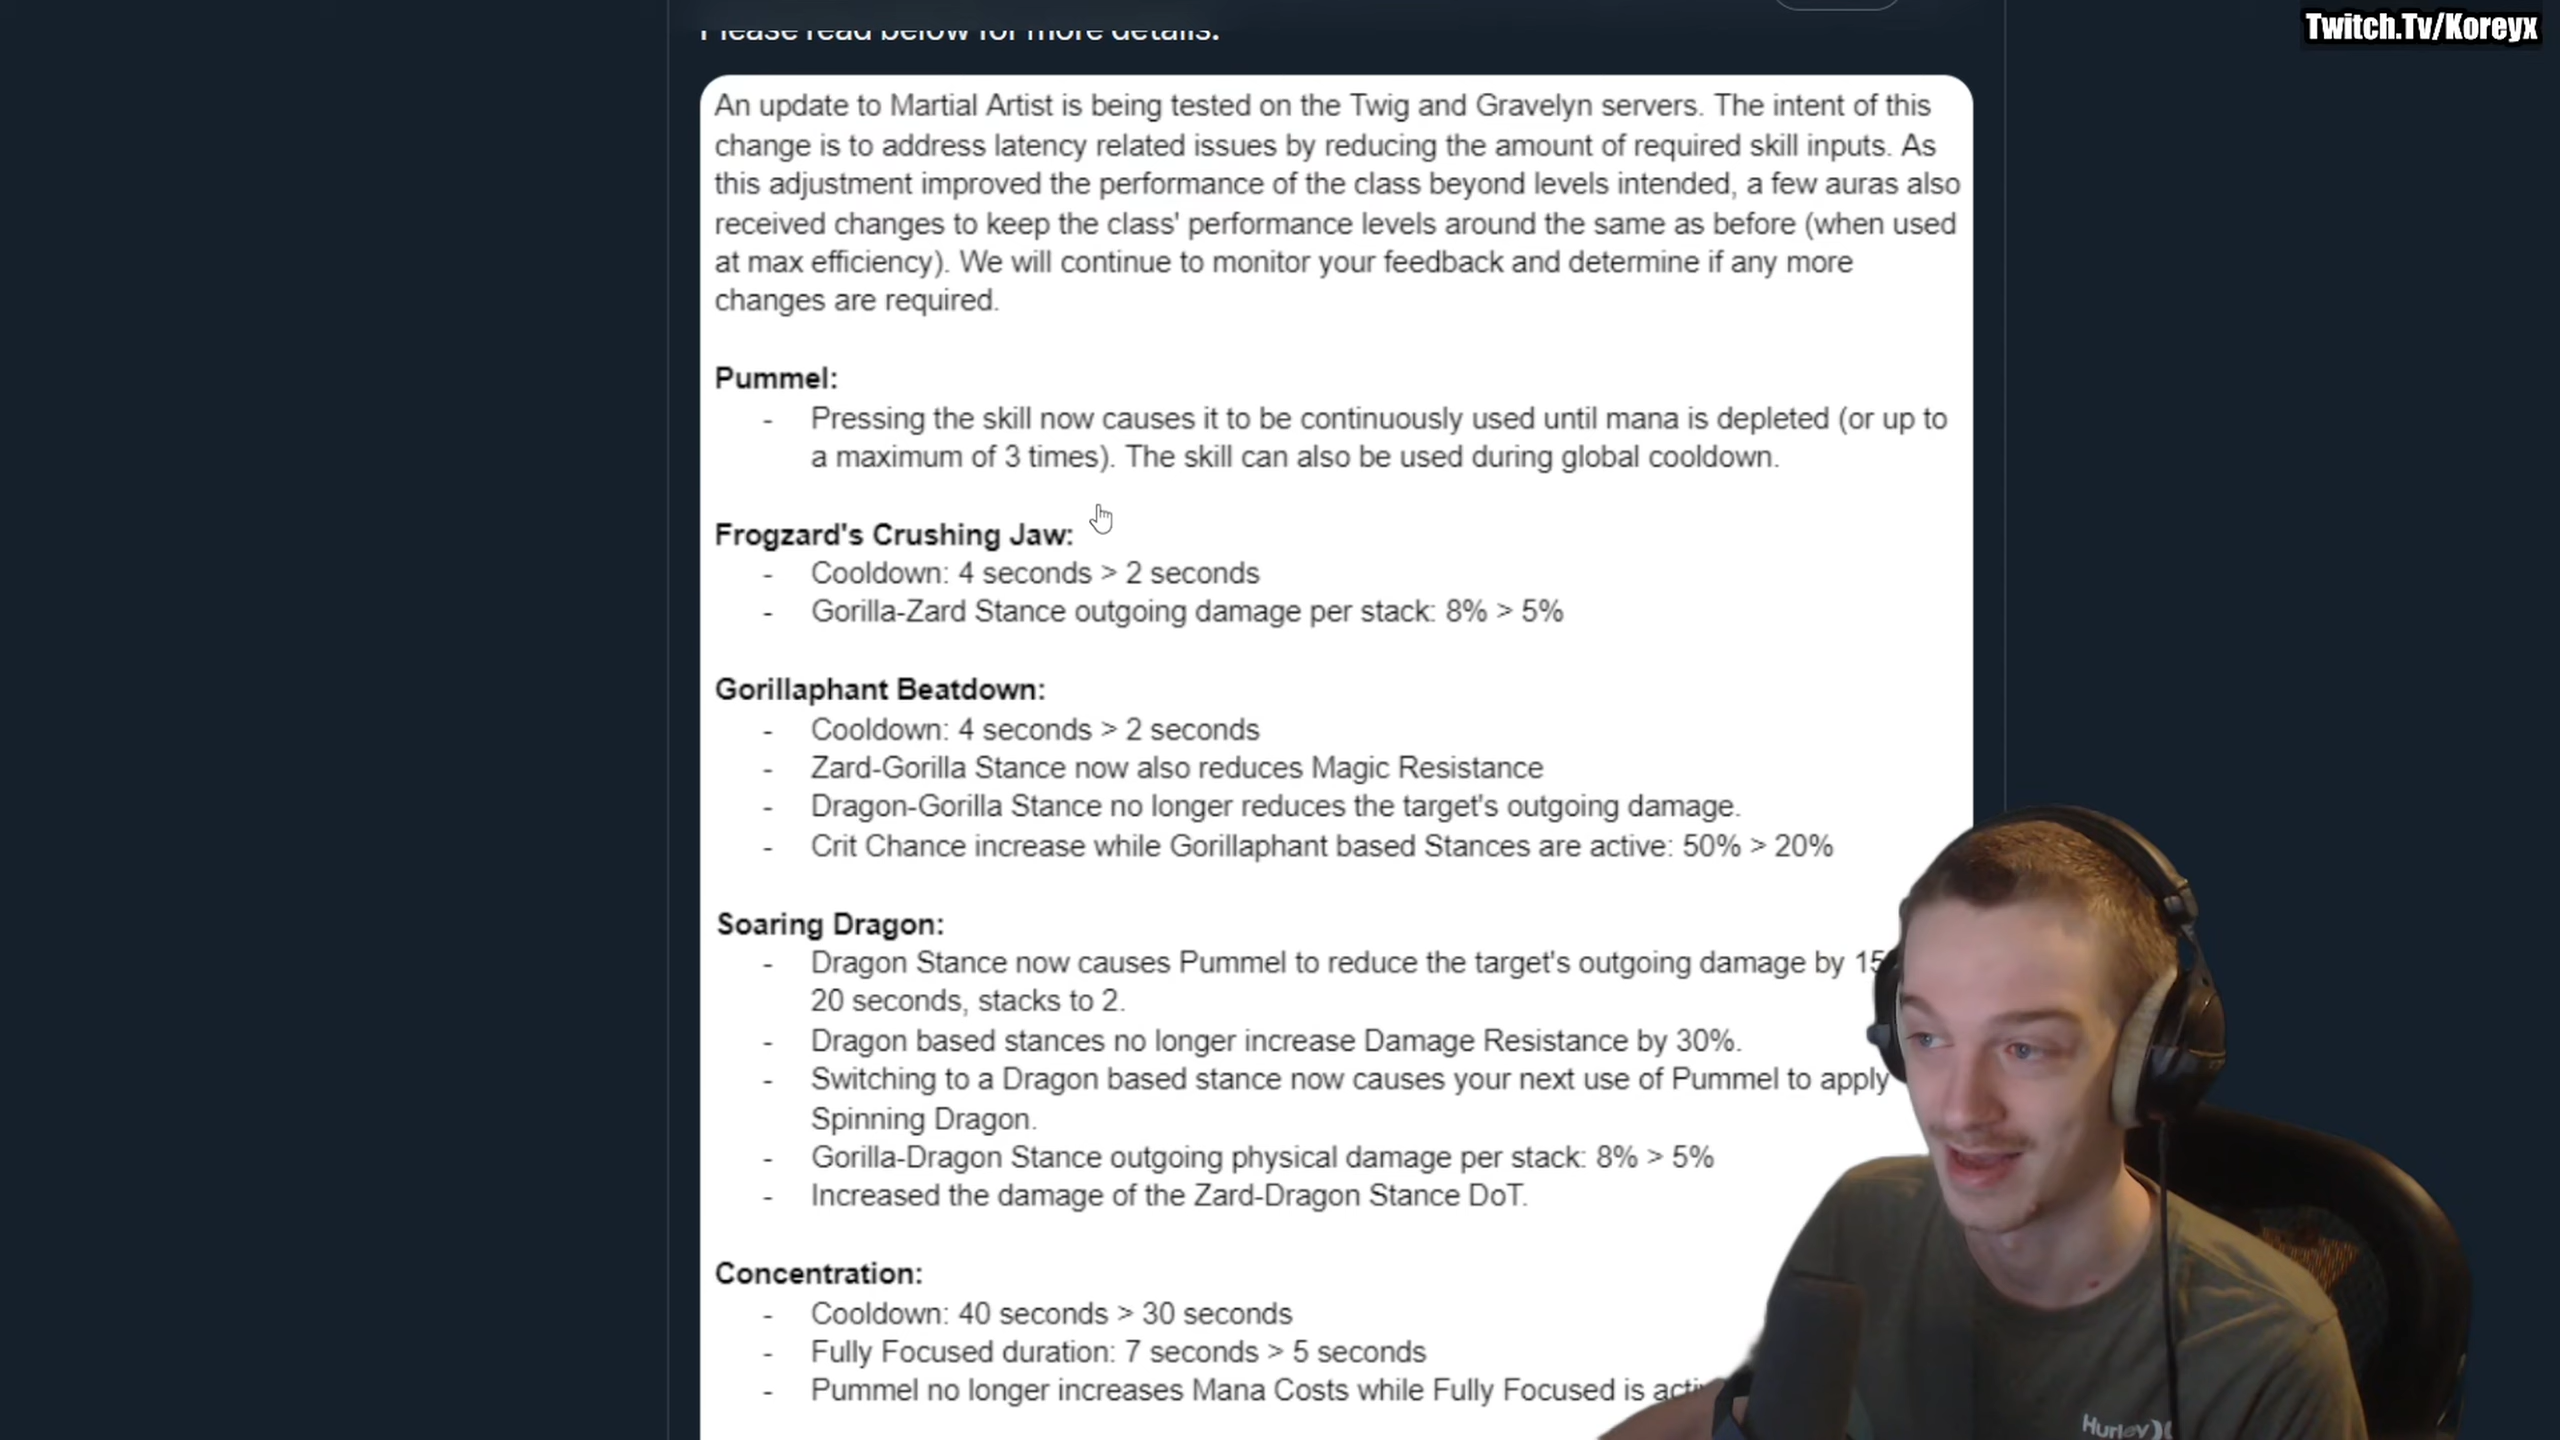 Twitch.Tv/Koreyx
Please read below for more details.
An update to Martial Artist is being tested on the Twig and Gravelyn servers. The intent of this
change is to address latency related issues by reducing the amount of required skill inputs. As
this adjustment improved the performance of the class beyond levels intended, a few auras also
received changes to keep the class' performance levels around the same as before (when used
at max efficiency). We will continue to monitor your feedback and determine if any more
changes are required.
Pummel:
- Pressing the skill now causes it to be continuously used until mana is depleted (or up to
a maximum of 3 times). The skill can also be used during global cooldown.
Frogzard's Crushing Jaw:
- Cooldown: 4 seconds > 2 seconds
- Gorilla-Zard Stance outgoing damage per stack: 8% > 5%
Gorillaphant Beatdown:
- Cooldown: 4 seconds > 2 seconds
- Zard-Gorilla Stance now also reduces Magic Resistance
- Dragon-Gorilla Stance no longer reduces the target's outgoing damage.
- Crit Chance increase while Gorillaphant based Stances are active: 50% > 20%
Soaring Dragon:
- Dragon Stance now causes Pummel to reduce the target's outgoing damage by 15
20 seconds, stacks to 2.
- Dragon based stances no longer increase Damage Resistance by 30%.
- Switching to a Dragon based stance now causes your next use of Pummel to apply
Spinning Dragon.
- Gorilla-Dragon Stance outgoing physical damage per stack: 8% > 5%
- Increased the damage of the Zard-Dragon Stance DoT.
Concentration:
- Cooldown: 40 seconds > 30 seconds
- Fully Focused duration: 7 seconds > 5 seconds
- Pummel no longer increases Mana Costs while Fully Focused is
Hurley